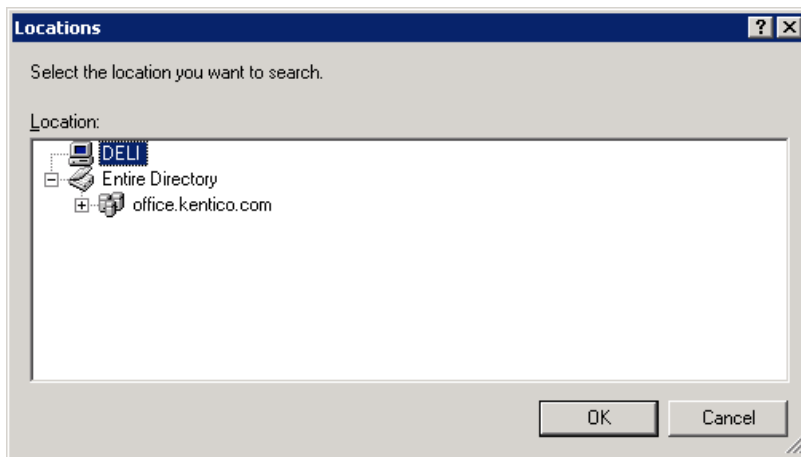 Locations
Select the location you want to search.
Location:
DELI
Entire Directory
office.kentico.com
OK Cancel